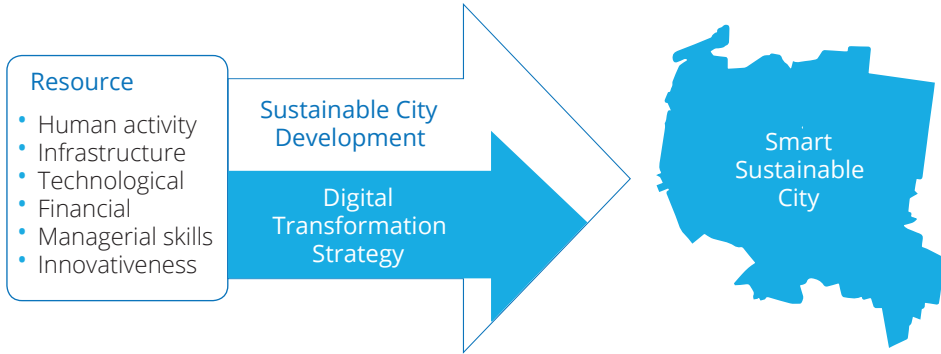 Resource
• Human activity
• Infrastructure
• Technological
• Financial
• Managerial skills
• Innovativeness
Sustainable City
Development
Digital
Transformation
Strategy
Smart
Sustainable
City